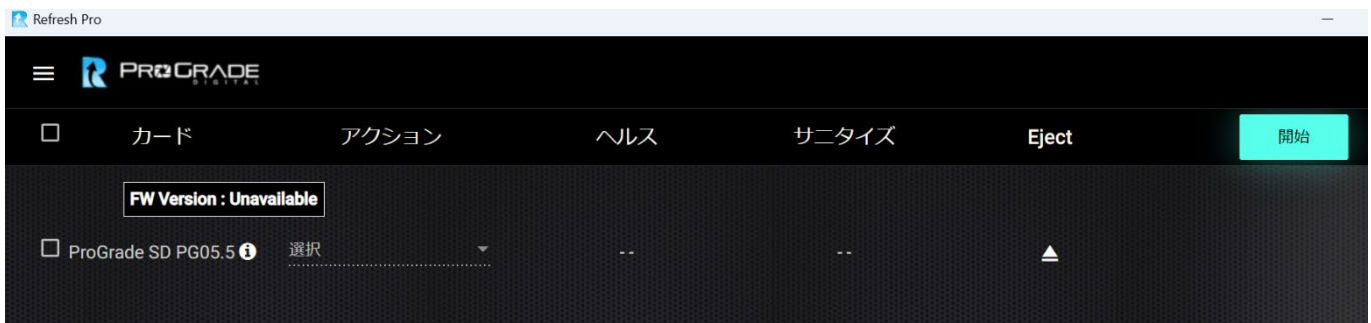 Refresh Pro
PROGRADE
DIGITAL
カード アクション ヘルス サニタイズ Eject 開始
FW Version : Unavailable
ProGrade SD PG05.5 選択 -- --